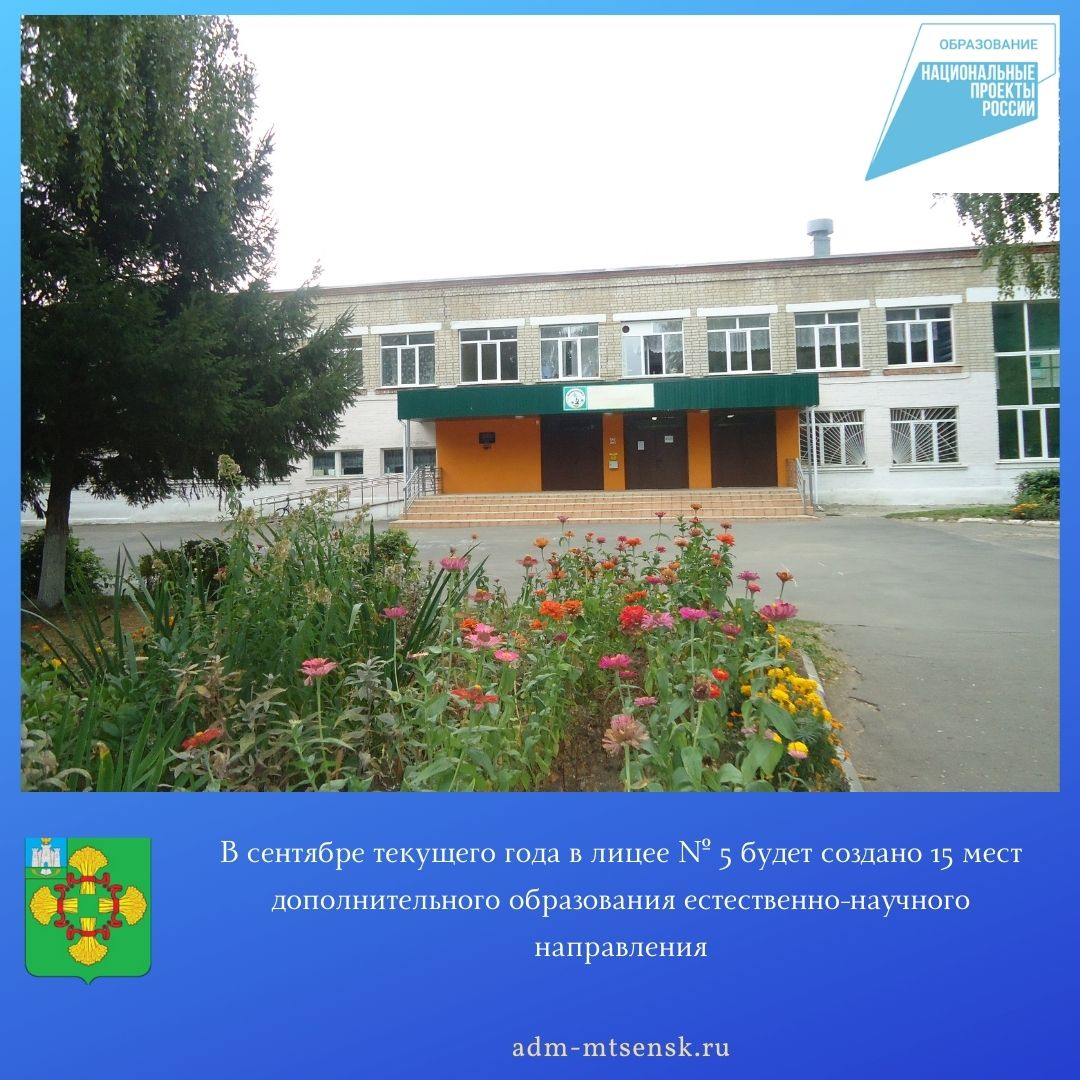 ОБРАЗОВАНИЕ
НАЦИОНАЛЬНЫЕ
ПРОЕКТЫ
РОССИИ
В сентябре текущего года в лицее № 5 будет создано 15 мест
дополнительного образования естественно-научного
направления
adm-mtsensk.ru